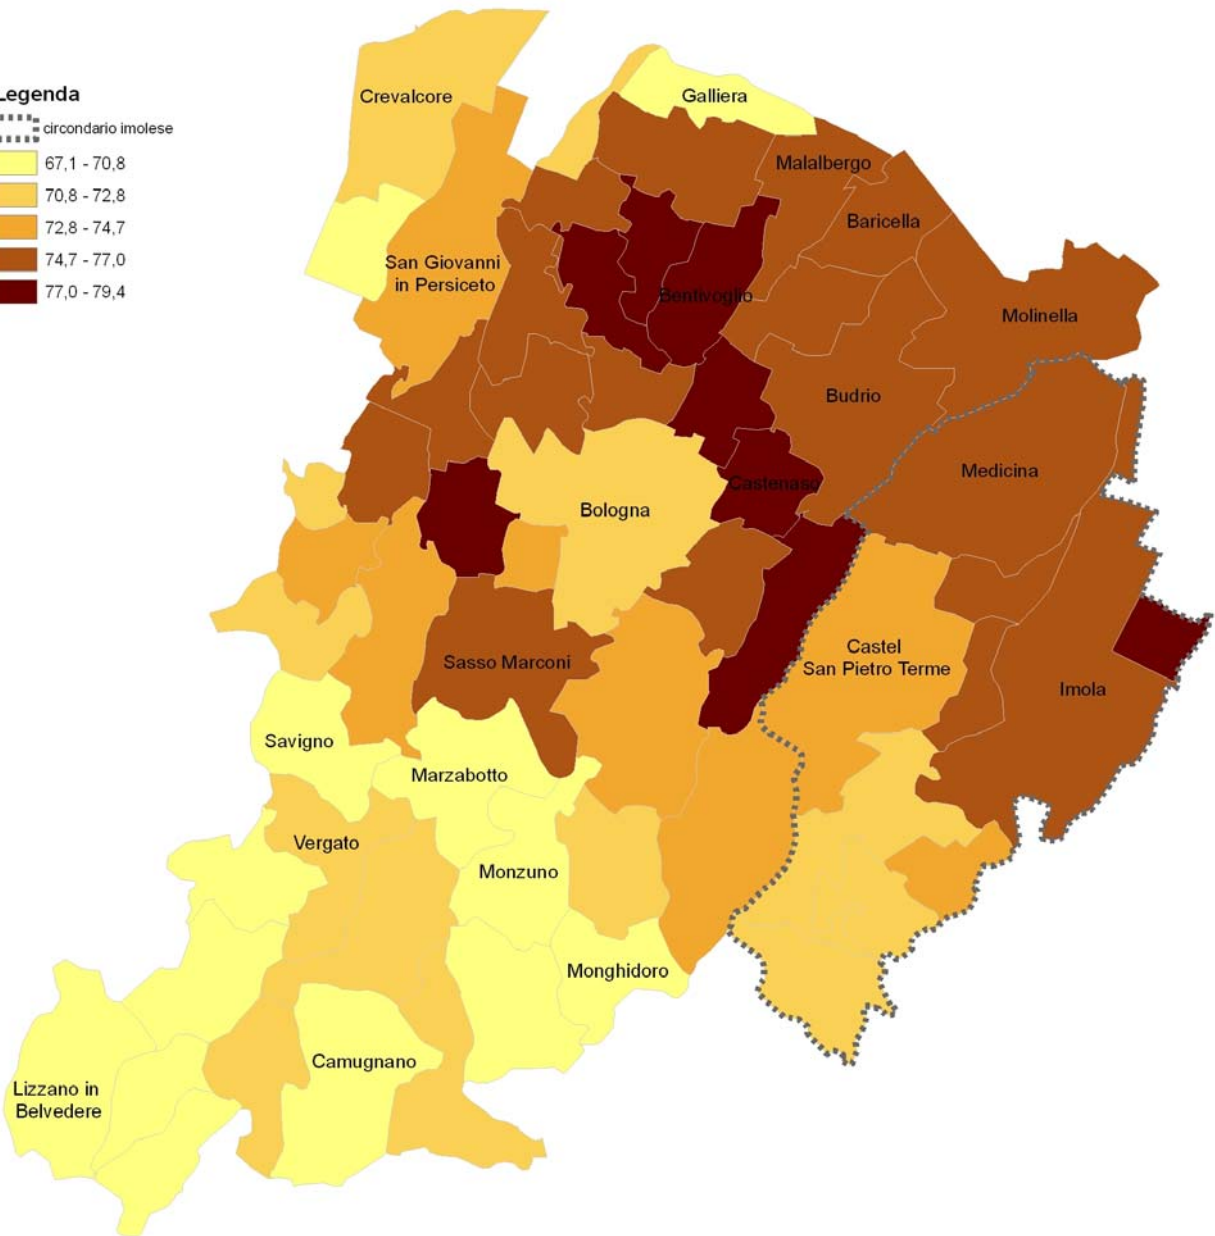 Legenda
circondario imolese
67,1 - 70,8
70,8 - 72,8
72,8 - 74,7
74,7 - 77,0
77,0 - 79,4
Crevalcore
Galliera
Malalbergo
Baricella
San Giovanni
in Persiceto
Bentivoglio
Molinella
Budrio
Medicina
Castenaso
Bologna
Castel
San Pietro Terme
Sasso Marconi
Imola
Savigno
Marzabotto
Vergato
Monzuno
Monghidoro
Camugnano
Lizzano in
Belvedere